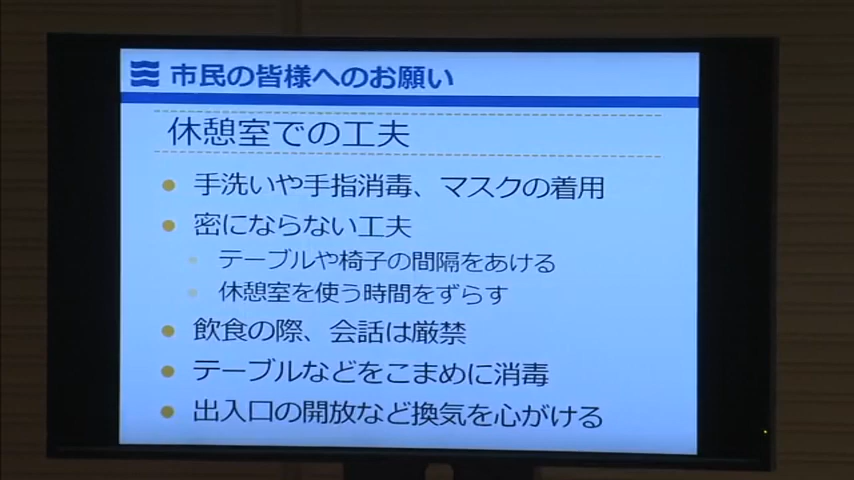 市民の皆様へのお願い
休憩室での工夫
● 手洗いや手指消毒、マスクの着用
● 密にならない工夫
• テーブルや椅子の間隔をあける
• 休憩室を使う時間をずらす
● 飲食の際、会話は厳禁
● テーブルなどをこまめに消毒
● 出入口の開放など換気を心がける